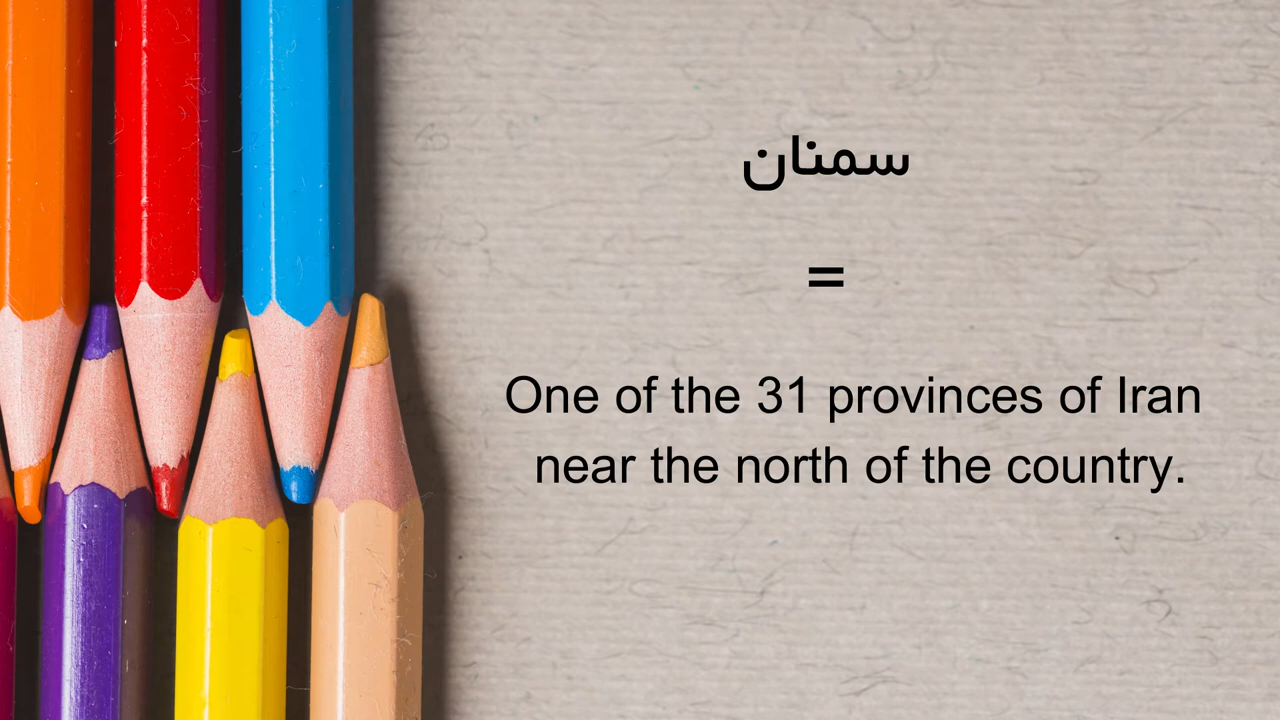 سمنان
=
One of the 31 provinces of Iran
near the north of the country.